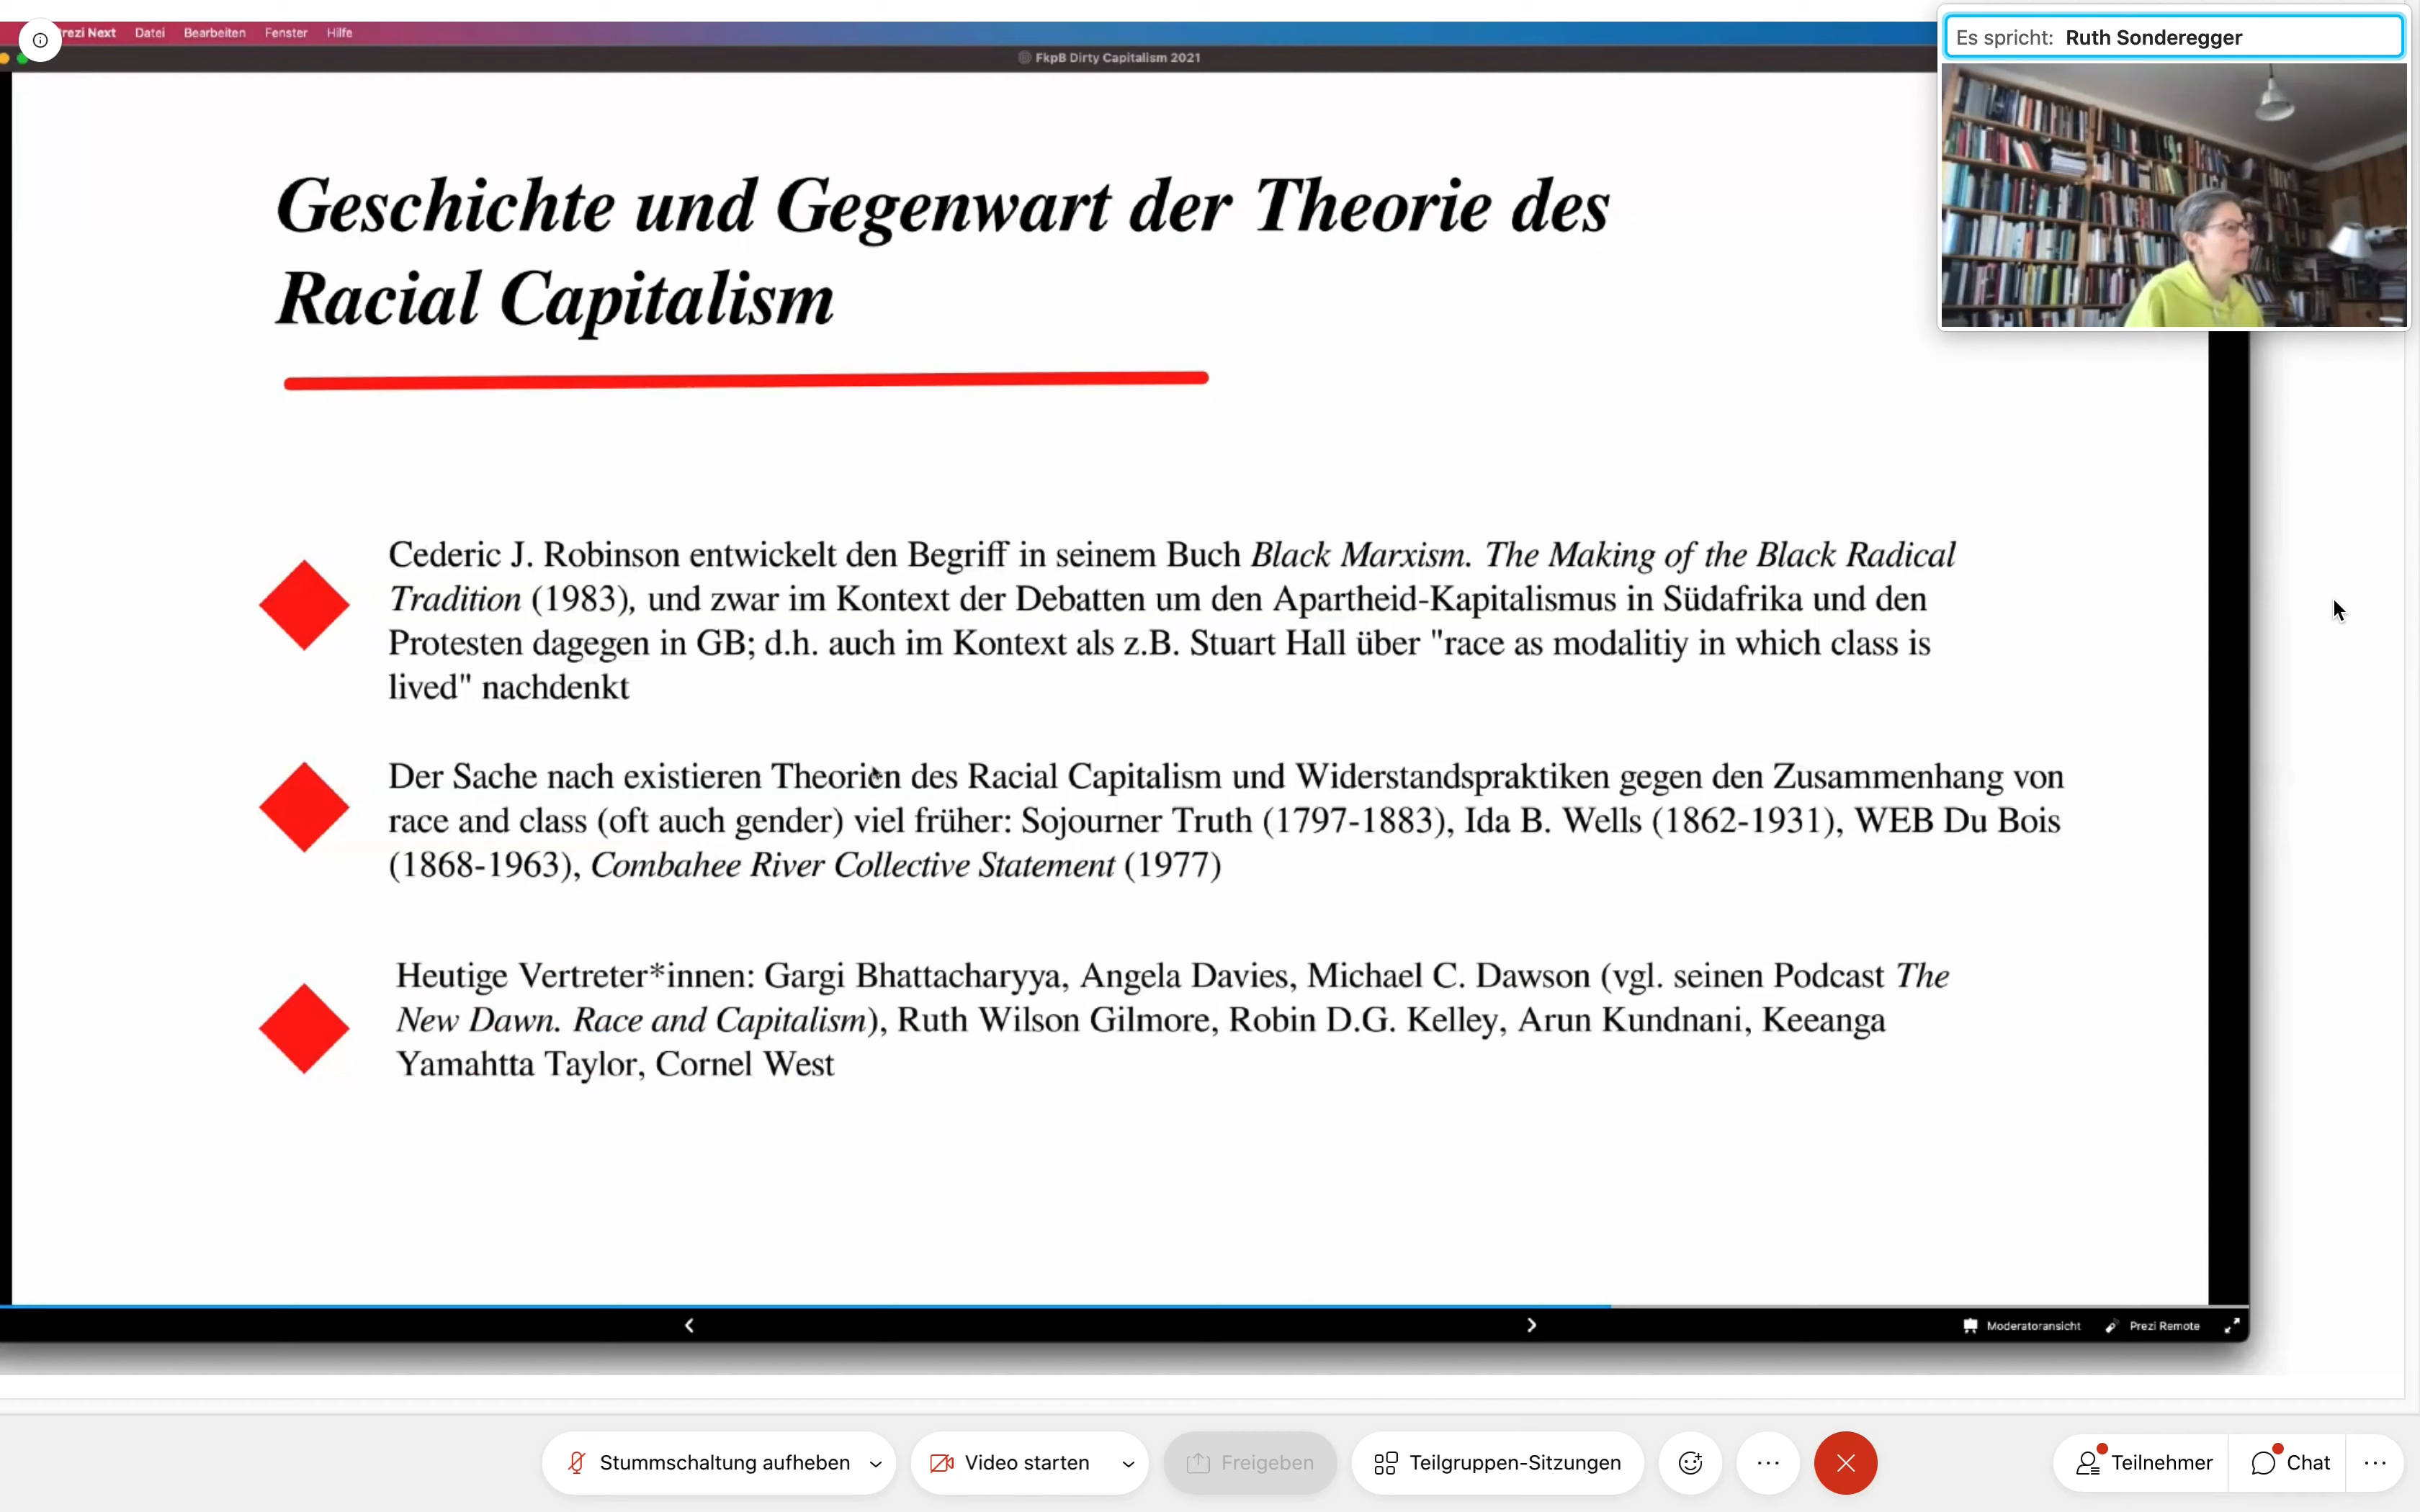 rezi Next Datei Bearbeiten Fenster Hilfe
FkpB Dirty Capitalism 2021
Es spricht: Ruth Sonderegger
Geschichte und Gegenwart der Theorie des
Racial Capitalism
Cederic J. Robinson entwickelt den Begriff in seinem Buch Black Marxism. The Making of the Black Radical
Tradition (1983), und zwar im Kontext der Debatten um den Apartheid-Kapitalismus in Südafrika und den
Protesten dagegen in GB; d.h. auch im Kontext als z.B. Stuart Hall über "race as modalitiy in which class is
lived" nachdenkt
Der Sache nach existieren Theorien des Racial Capitalism und Widerstandspraktiken gegen den Zusammenhang von
race and class (oft auch gender) viel früher: Sojourner Truth (1797-1883), Ida B. Wells (1862-1931), WEB Du Bois
(1868-1963), Combahee River Collective Statement (1977)
Heutige Vertreter*innen: Gargi Bhattacharyya, Angela Davies, Michael C. Dawson (vgl. seinen Podcast The
New Dawn. Race and Capitalism), Ruth Wilson Gilmore, Robin D.G. Kelley, Arun Kundnani, Keeanga
Yamahtta Taylor, Cornel West
Moderatoransicht Prezi Remote
Stummschaltung aufheben Video starten Freigeben Teilgruppen-Sitzungen Teilnehmer Chat